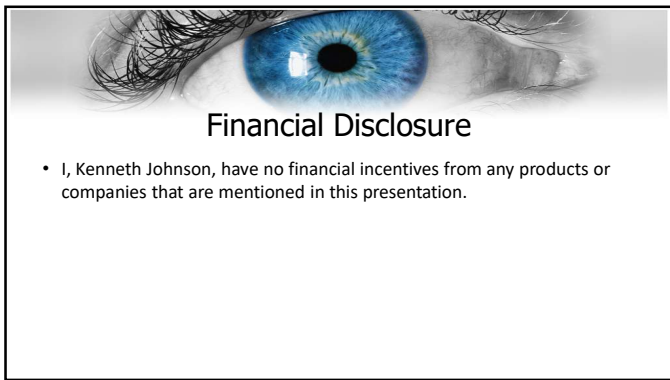 Financial Disclosure
• I, Kenneth Johnson, have no financial incentives from any products or
companies that are mentioned in this presentation.